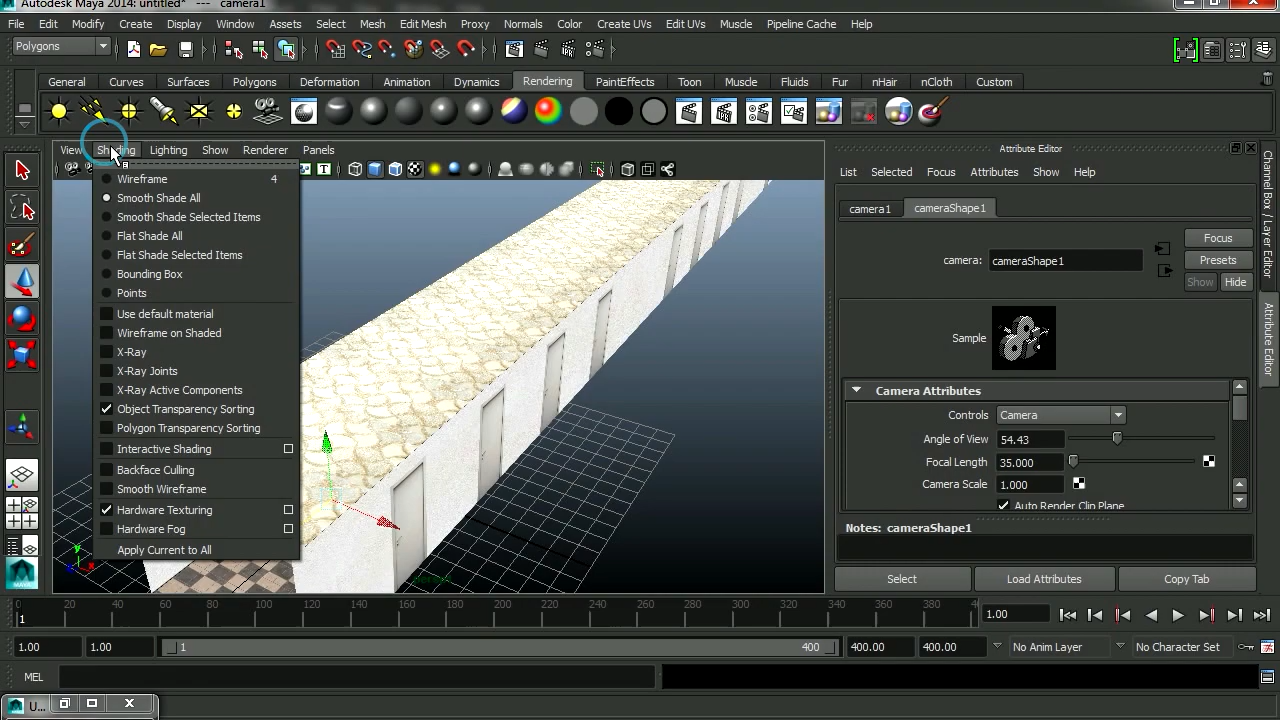 Autodesk Maya 2014: untitled* --- camera1
File Edit Modify Create Display Window Assets Select Mesh Edit Mesh Proxy Normals Color Create UVs Edit UVs Muscle Pipeline Cache Help
Polygons
General Curves Surfaces Polygons Deformation Animation Dynamics Rendering PaintEffects Toon Muscle Fluids Fur nHair nCloth Custom
View Shading Lighting Show Renderer Panels
Wireframe 4
Smooth Shade All
Smooth Shade Selected Items
Flat Shade All
Flat Shade Selected Items
Bounding Box
Points
Use default material
Wireframe on Shaded
X-Ray
X-Ray Joints
X-Ray Active Components
Object Transparency Sorting
Polygon Transparency Sorting
Interactive Shading
Backface Culling
Smooth Wireframe
Hardware Texturing
Hardware Fog
Apply Current to All
y
x
Attribute Editor
List Selected Focus Attributes Show Help
camera1 cameraShape1
camera: cameraShape1
Focus
Presets
Show Hide
Sample
Camera Attributes
Controls Camera
Angle of View 54.43
Focal Length 35.000
Camera Scale 1.000
Auto Render Clip Plane
Notes: cameraShape1
Select Load Attributes Copy Tab
Channel Box / Layer Editor
Attribute Editor
0 20 40 60 80 100 120 140 160 180 200 220 240 260 280 300 320 340 360 380
1
1.00
1.00 1.00 1 400 400.00 400.00 No Anim Layer No Character Set
MEL
U...